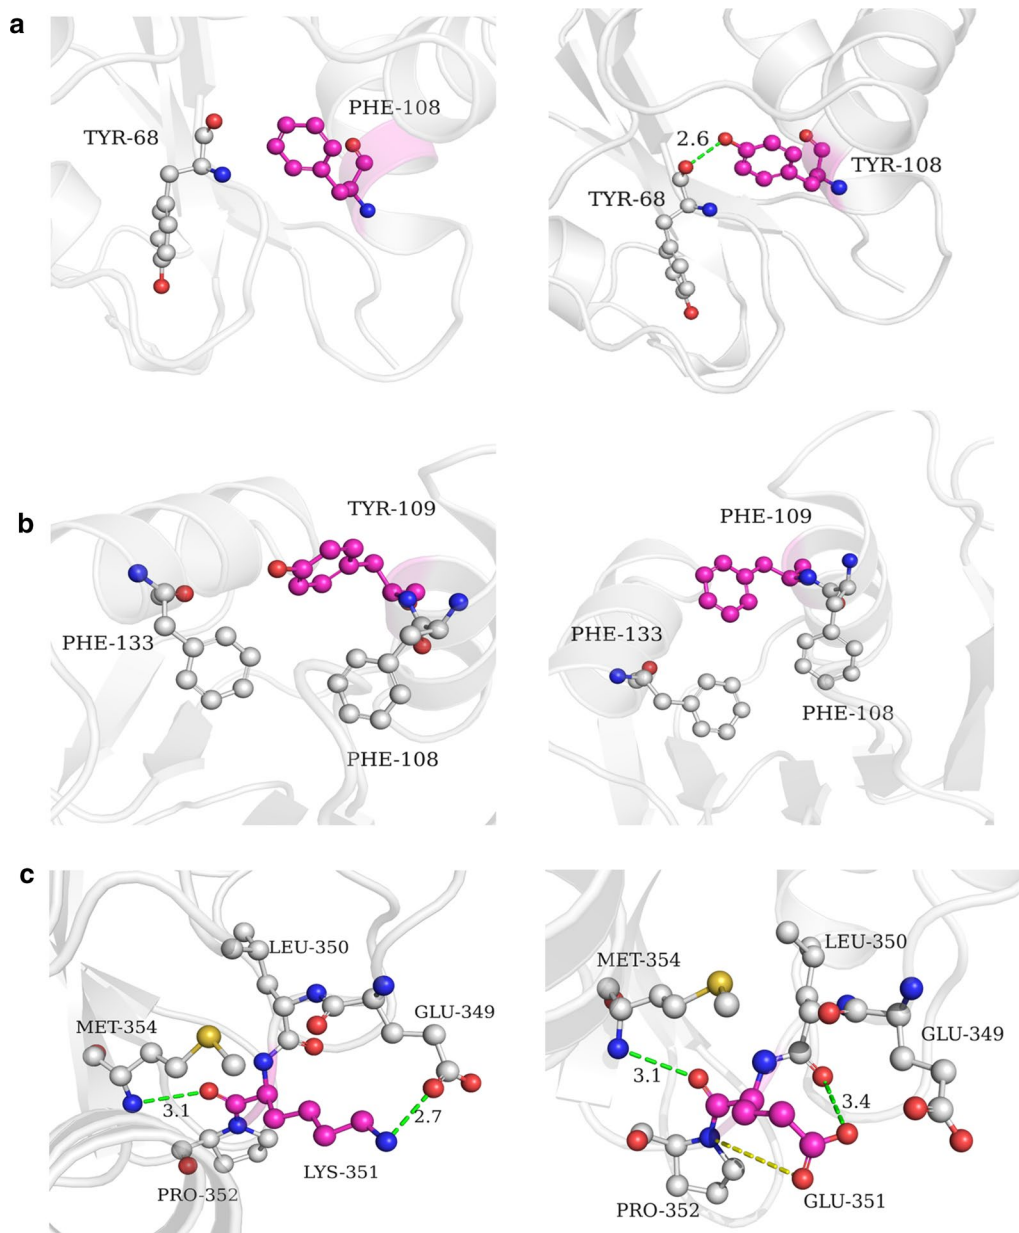 a
PHE-108
TYR-68
2.6
TYR-108
TYR-68
b
TYR-109
PHE-133
PHE-108
PHE-109
PHE-133
PHE-108
c
LEU-350
GLU-349
MET-354
3.1
2.7
LYS-351
PRO-352
LEU-350
MET-354
GLU-349
3.1
3.4
GLU-351
PRO-352